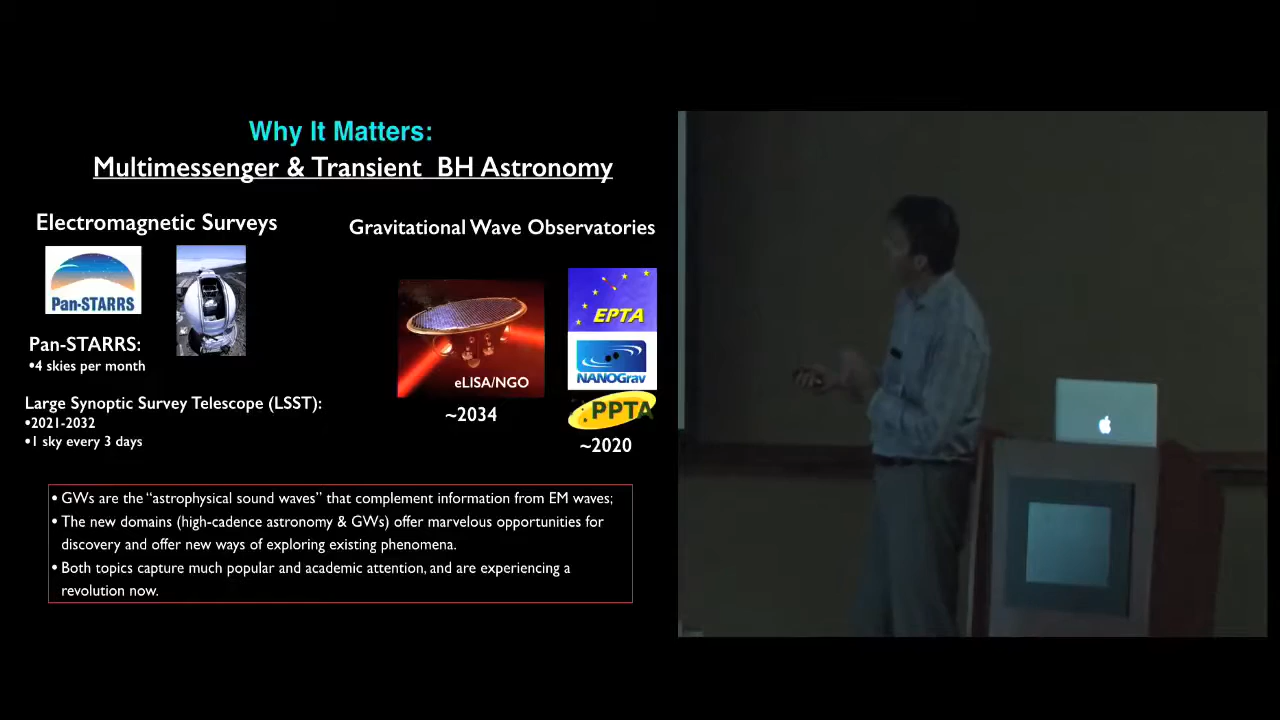 Why It Matters:
Multimessenger & Transient BH Astronomy
Electromagnetic Surveys
Gravitational Wave Observatories
Pan-STARRS
EPTA
NANOGrav
eLISA/NGO
PPTA
~2034
~2020
Pan-STARRS:
•4 skies per month
Large Synoptic Survey Telescope (LSST):
•2021-2032
•1 sky every 3 days
• GWs are the “astrophysical sound waves” that complement information from EM waves;
• The new domains (high-cadence astronomy & GWs) offer marvelous opportunities for
discovery and offer new ways of exploring existing phenomena.
• Both topics capture much popular and academic attention, and are experiencing a
revolution now.